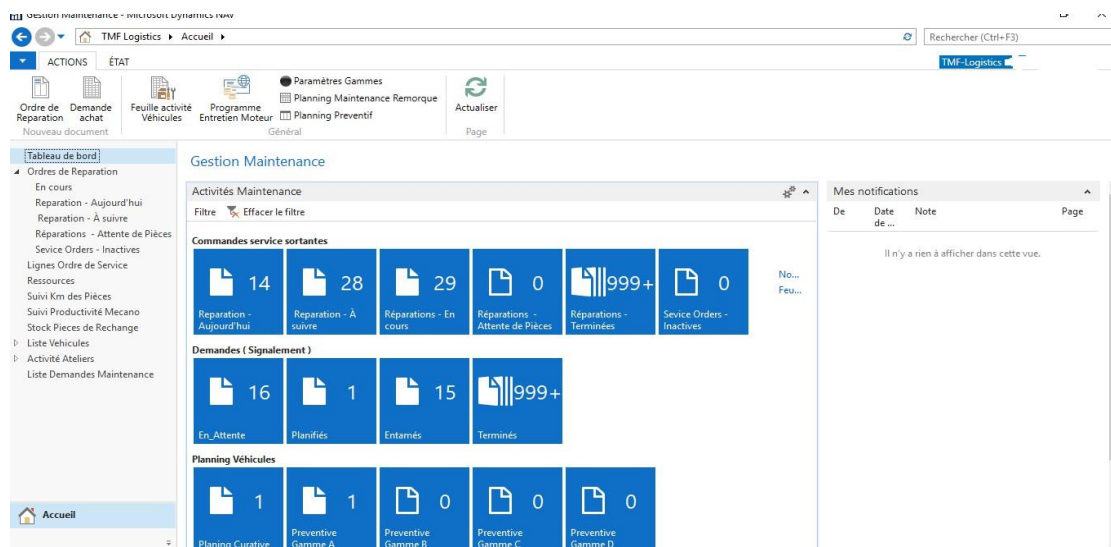 Gestion Maintenance - Microsoft Dynamics NAV
TMF Logistics Accueil
Rechercher (Ctrl+F3)
ACTIONS ÉTAT
TMF-Logistics
Ordre de Reparation
Demande achat
Nouveau document
Feuille activité Véhicules
Programme Entretien Moteur
Paramètres Gammes
Planning Maintenance Remorque
Planning Preventif
Général
Actualiser
Page
Tableau de bord
Ordres de Reparation
En cours
Reparation - Aujourd'hui
Reparation - À suivre
Réparations - Attente de Pièces
Sevice Orders - Inactives
Lignes Ordre de Service
Ressources
Suivi Km des Pièces
Suivi Productivité Mecano
Stock Pieces de Rechange
Liste Vehicules
Activité Ateliers
Liste Demandes Maintenance
Accueil
Gestion Maintenance
Activités Maintenance
Filtre Effacer le filtre
Commandes service sortantes
14
Reparation - Aujourd'hui
28
Reparation - À suivre
29
Réparations - En cours
0
Réparations - Attente de Pièces
999+
Réparations - Terminées
0
Sevice Orders - Inactives
No...
Feu...
Demandes ( Signalement )
16
En_Attente
1
Planifiés
15
Entamés
999+
Terminés
Planning Véhicules
1
Planing Curative
1
Preventive Gamme A
0
Preventive Gamme B
0
Preventive Gamme C
0
Preventive Gamme D
Mes notifications
De Date de ... Note Page
Il n'y a rien à afficher dans cette vue.